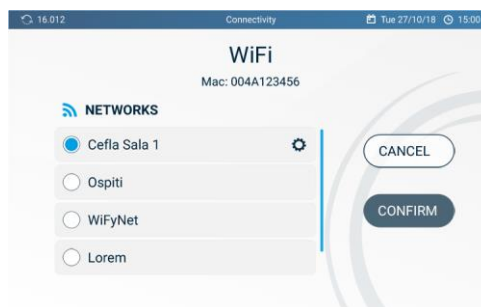 16.012 Connectivity Tue 27/10/18 15:00
WiFi
Mac: 004A123456
NETWORKS
Cefla Sala 1
CANCEL
Ospiti
WiFyNet
CONFIRM
Lorem